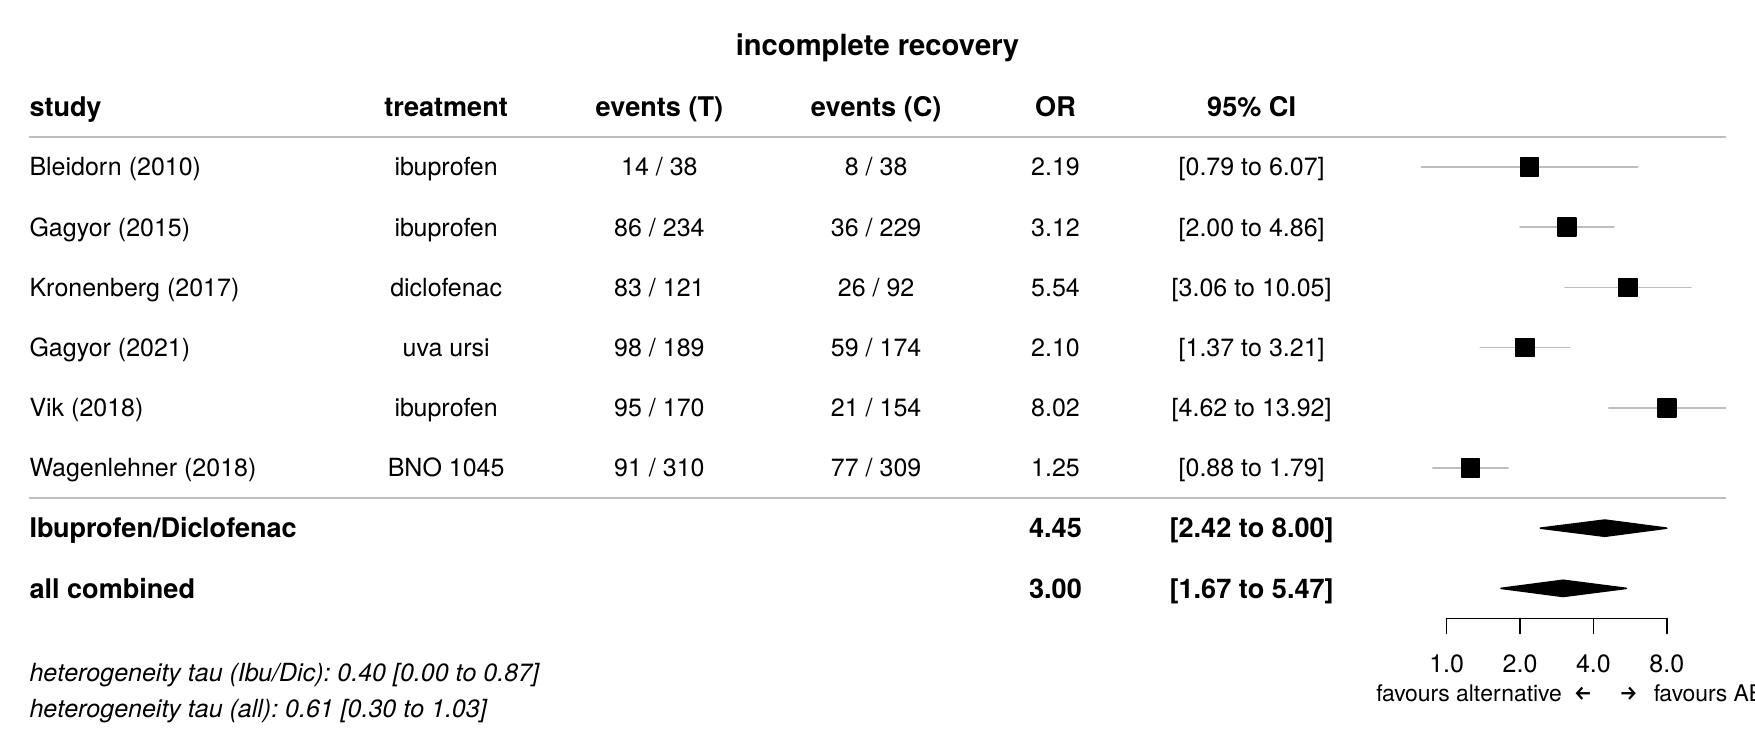 incomplete recovery
study treatment events (T) events (C) OR 95% CI
Bleidorn (2010) ibuprofen 14 / 38 8 / 38 2.19 [0.79 to 6.07]
Gagyor (2015) ibuprofen 86 / 234 36 / 229 3.12 [2.00 to 4.86]
Kronenberg (2017) diclofenac 83 / 121 26 / 92 5.54 [3.06 to 10.05]
Gagyor (2021) uva ursi 98 / 189 59 / 174 2.10 [1.37 to 3.21]
Vik (2018) ibuprofen 95 / 170 21 / 154 8.02 [4.62 to 13.92]
Wagenlehner (2018) BNO 1045 91 / 310 77 / 309 1.25 [0.88 to 1.79]
Ibuprofen/Diclofenac 4.45 [2.42 to 8.00]
all combined 3.00 [1.67 to 5.47]
1.0 2.0 4.0 8.0
favours alternative ← → favours
heterogeneity tau (Ibu/Dic): 0.40 [0.00 to 0.87]
heterogeneity tau (all): 0.61 [0.30 to 1.03]